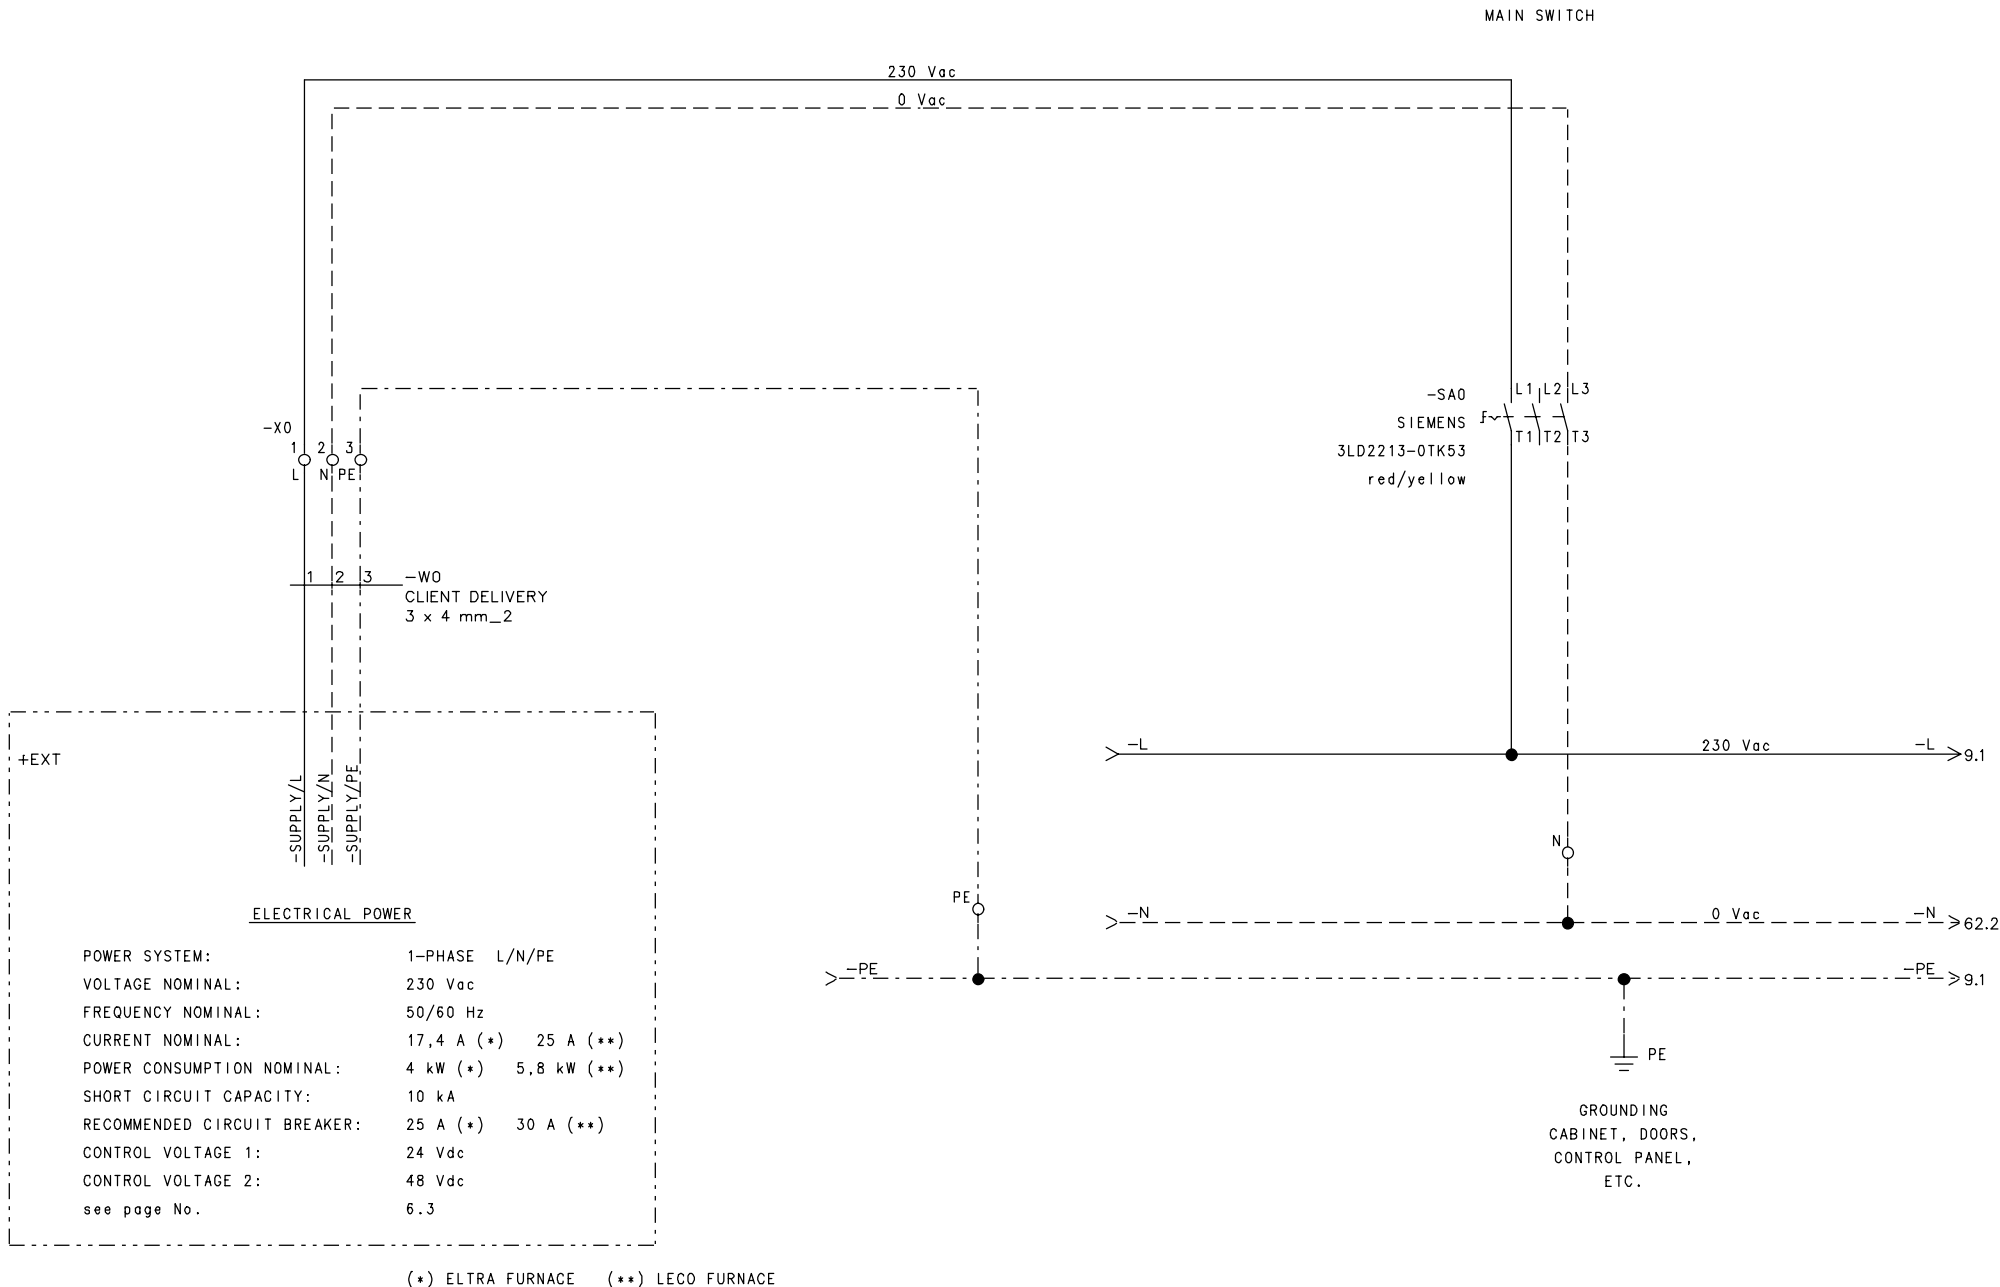 MAIN SWITCH
230 Vac
0 Vac
-SA0
L1 L2 L3
SIEMENS
T1 T2 T3
3LD2213-0TK53
red/yellow
-X0
1 2 3
L N PE
1 2 3 -W0
CLIENT DELIVERY
3 x 4 mm_2
+EXT
-SUPPLY/L
-SUPPLY/N
-SUPPLY/PE
-L 230 Vac -L 9.1
N
PE
-N 0 Vac -N 62.2
-PE -PE 9.1
PE
GROUNDING
CABINET, DOORS,
CONTROL PANEL,
ETC.
ELECTRICAL POWER
POWER SYSTEM: 1-PHASE L/N/PE
VOLTAGE NOMINAL: 230 Vac
FREQUENCY NOMINAL: 50/60 Hz
CURRENT NOMINAL: 17,4 A (*) 25 A (**)
POWER CONSUMPTION NOMINAL: 4 kW (*) 5,8 kW (**)
SHORT CIRCUIT CAPACITY: 10 kA
RECOMMENDED CIRCUIT BREAKER: 25 A (*) 30 A (**)
CONTROL VOLTAGE 1: 24 Vdc
CONTROL VOLTAGE 2: 48 Vdc
see page No. 6.3
(*) ELTRA FURNACE (**) LECO FURNACE